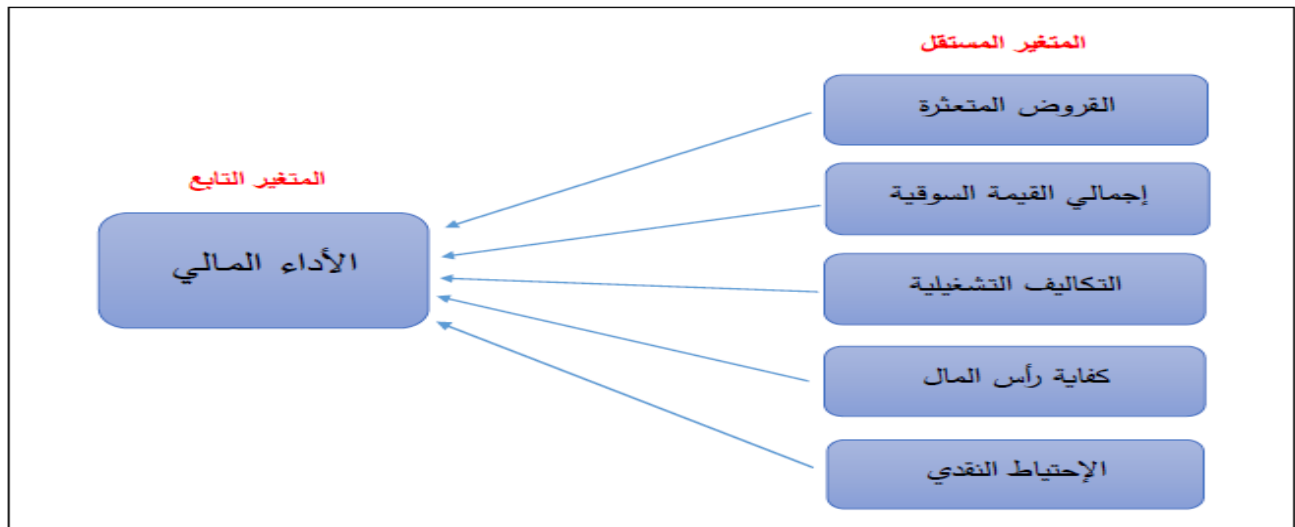 المتغير المستقل
القروض المتعثرة
إجمالي القيمة السوقية
التكاليف التشغيلية
كفاية رأس المال
الإحتياط النقدي
المتغير التابع
الأداء المالي